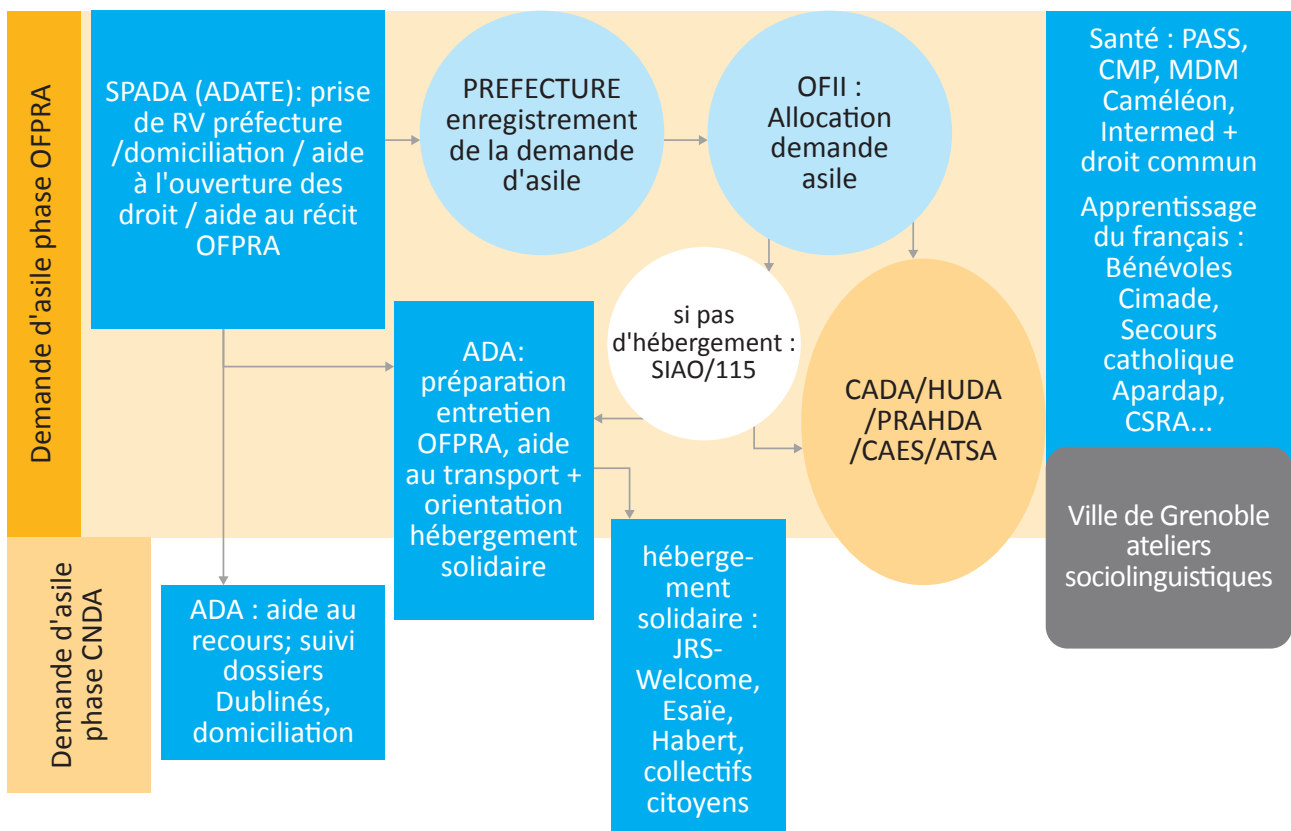 Demande d'asile phase OFPRA
SPADA (ADATE): prise
de RV préfecture
/domiciliation / aide
à l'ouverture des
droit / aide au récit
OFPRA
PREFECTURE
enregistrement
de la demande
d'asile
OFII :
Allocation
demande
asile
si pas
d'hébergement :
SIAO/115
ADA:
préparation
entretien
OFPRA, aide
au transport +
orientation
hébergement
solidaire
CADA/HUDA
/PRAHDA
/CAES/ATSA
Santé : PASS,
CMP, MDM
Caméléon,
Intermed +
droit commun
Apprentissage
du français :
Bénévoles
Cimade,
Secours
catholique
Apardap,
CSRA...
Ville de Grenoble
ateliers
sociolinguistiques
Demande d'asile
phase CNDA
ADA : aide au
recours; suivi
dossiers
Dublinés,
domiciliation
héberge-
ment
solidaire :
JRS-
Welcome,
Esaïe,
Habert,
collectifs
citoyens